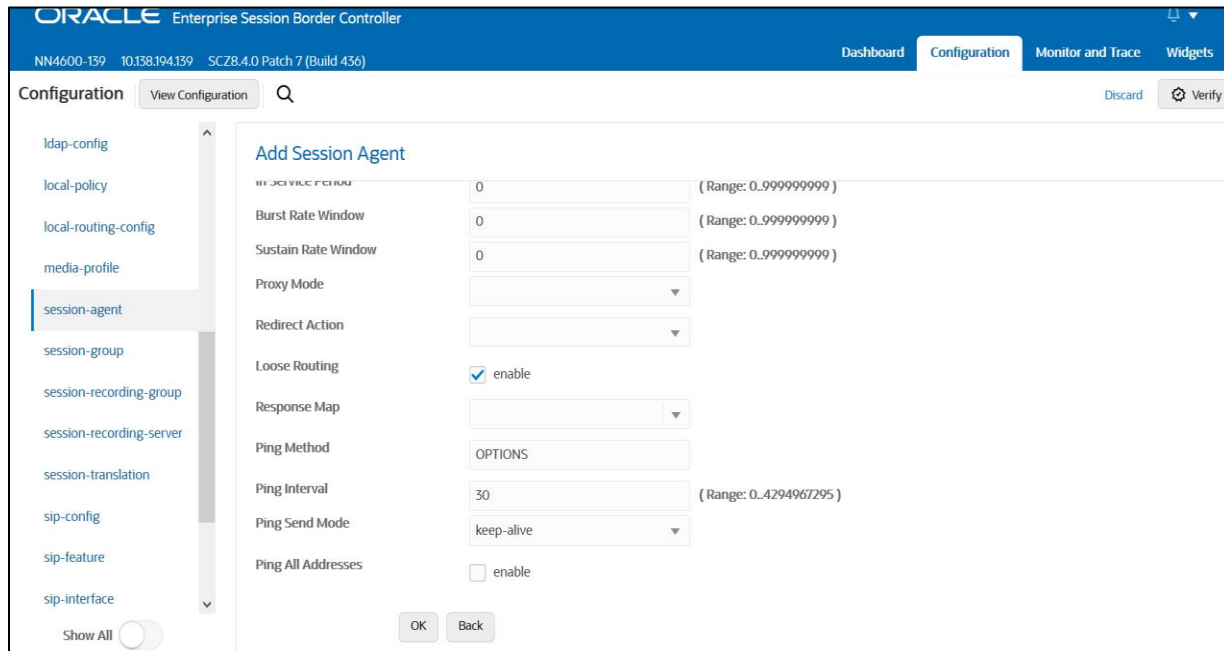 ORACLE Enterprise Session Border Controller
NN4600-139 10.138.194.139 SCZ8.4.0 Patch 7 (Build 436)
Dashboard Configuration Monitor and Trace Widgets
Configuration View Configuration Discard Verify
ldap-config
local-policy
local-routing-config
media-profile
session-agent
session-group
session-recording-group
session-recording-server
session-translation
sip-config
sip-feature
sip-interface
Show All
Add Session Agent
In Service Period 0 ( Range: 0..999999999 )
Burst Rate Window 0 ( Range: 0..999999999 )
Sustain Rate Window 0 ( Range: 0..999999999 )
Proxy Mode
Redirect Action
Loose Routing enable
Response Map
Ping Method OPTIONS
Ping Interval 30 ( Range: 0..4294967295 )
Ping Send Mode keep-alive
Ping All Addresses enable
OK Back